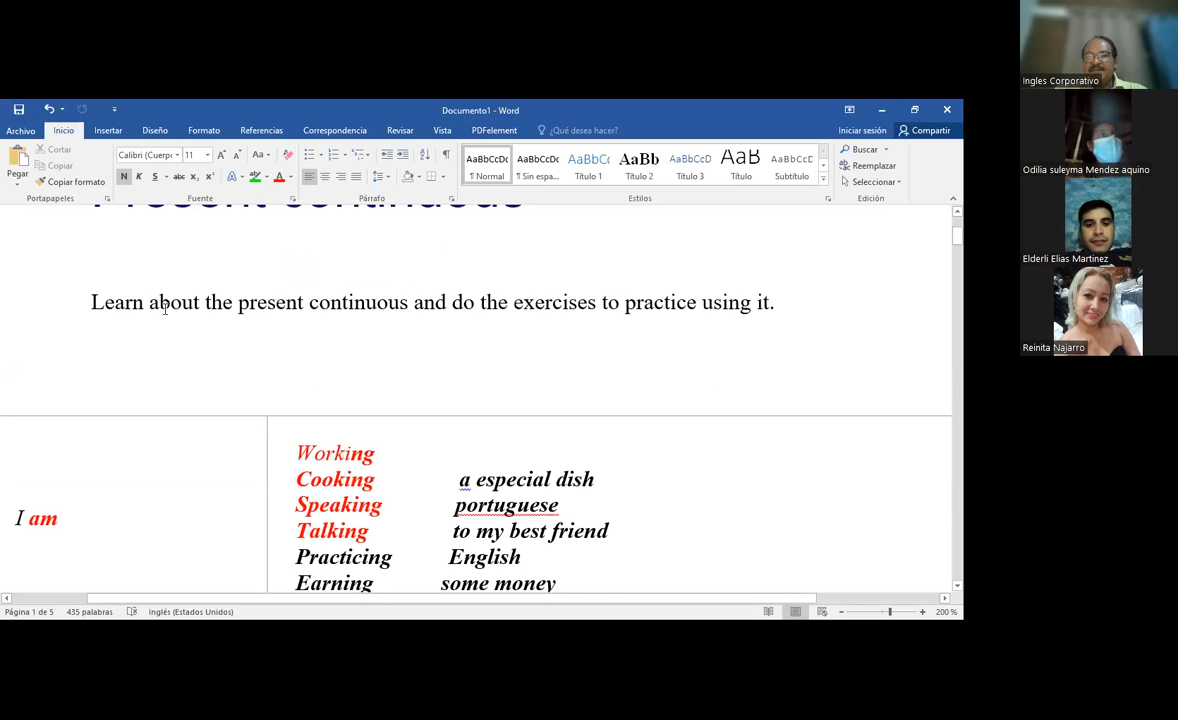 Documento1 - Word
Archivo Inicio Insertar Diseño Formato Referencias Correspondencia Revisar Vista PDFelement ¿Qué desea hacer? Iniciar sesión Compartir
Pegar
Cortar
Copiar
Copiar formato
Portapapeles
Calibri (Cuerpo 11
Fuente
Párrafo
AaBbCcDc AaBbCcDc AaBbCc AaBb AaBbCcD AaB AaBbCcD
¶ Normal ¶ Sin espa... Título 1 Título 2 Título 3 Título Subtítulo
Estilos
Buscar
Reemplazar
Seleccionar
Edición
Present continuous
Learn about the present continuous and do the exercises to practice using it.
I am
Working
Cooking a especial dish
Speaking portuguese
Talking to my best friend
Practicing English
Earning some money
Página 1 de 5 435 palabras Inglés (Estados Unidos) 200 %
Ingles Corporativo
Odilia suleyma Mendez aquino
Elderli Elias Martinez
Reinita Najarro